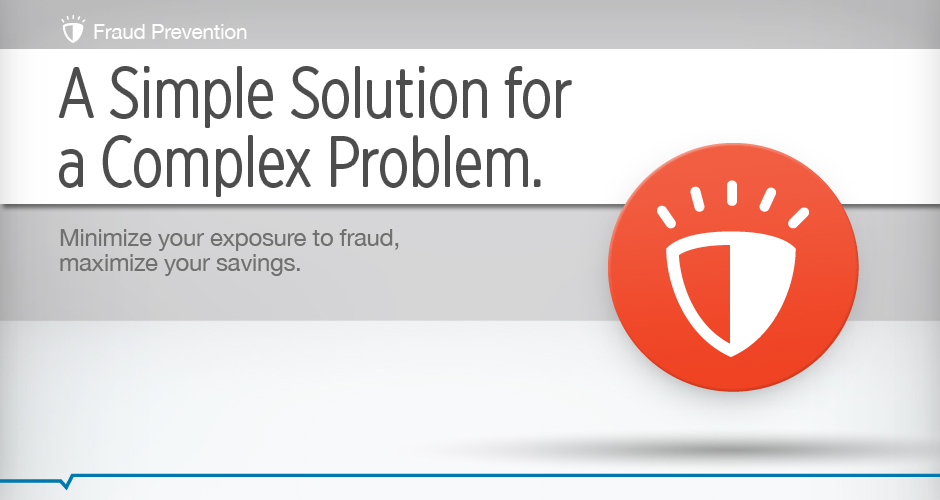 Fraud Prevention
A Simple Solution for
a Complex Problem.
Minimize your exposure to fraud,
maximize your savings.